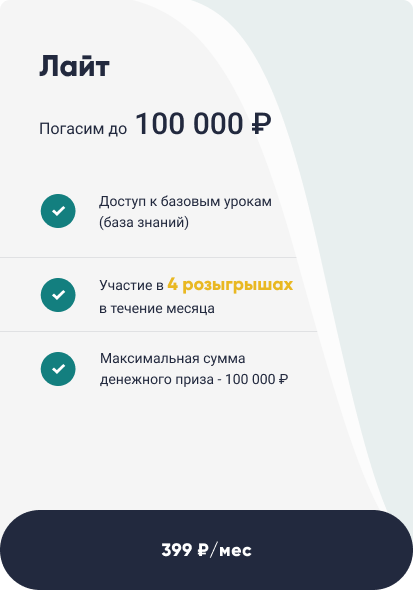 Лайт
Погасим до 100 000 ₽
Доступ к базовым урокам
(база знаний)
Участие в 4 розыгрышах
в течение месяца
Максимальная сумма
денежного приза - 100 000 ₽
399 ₽/мес